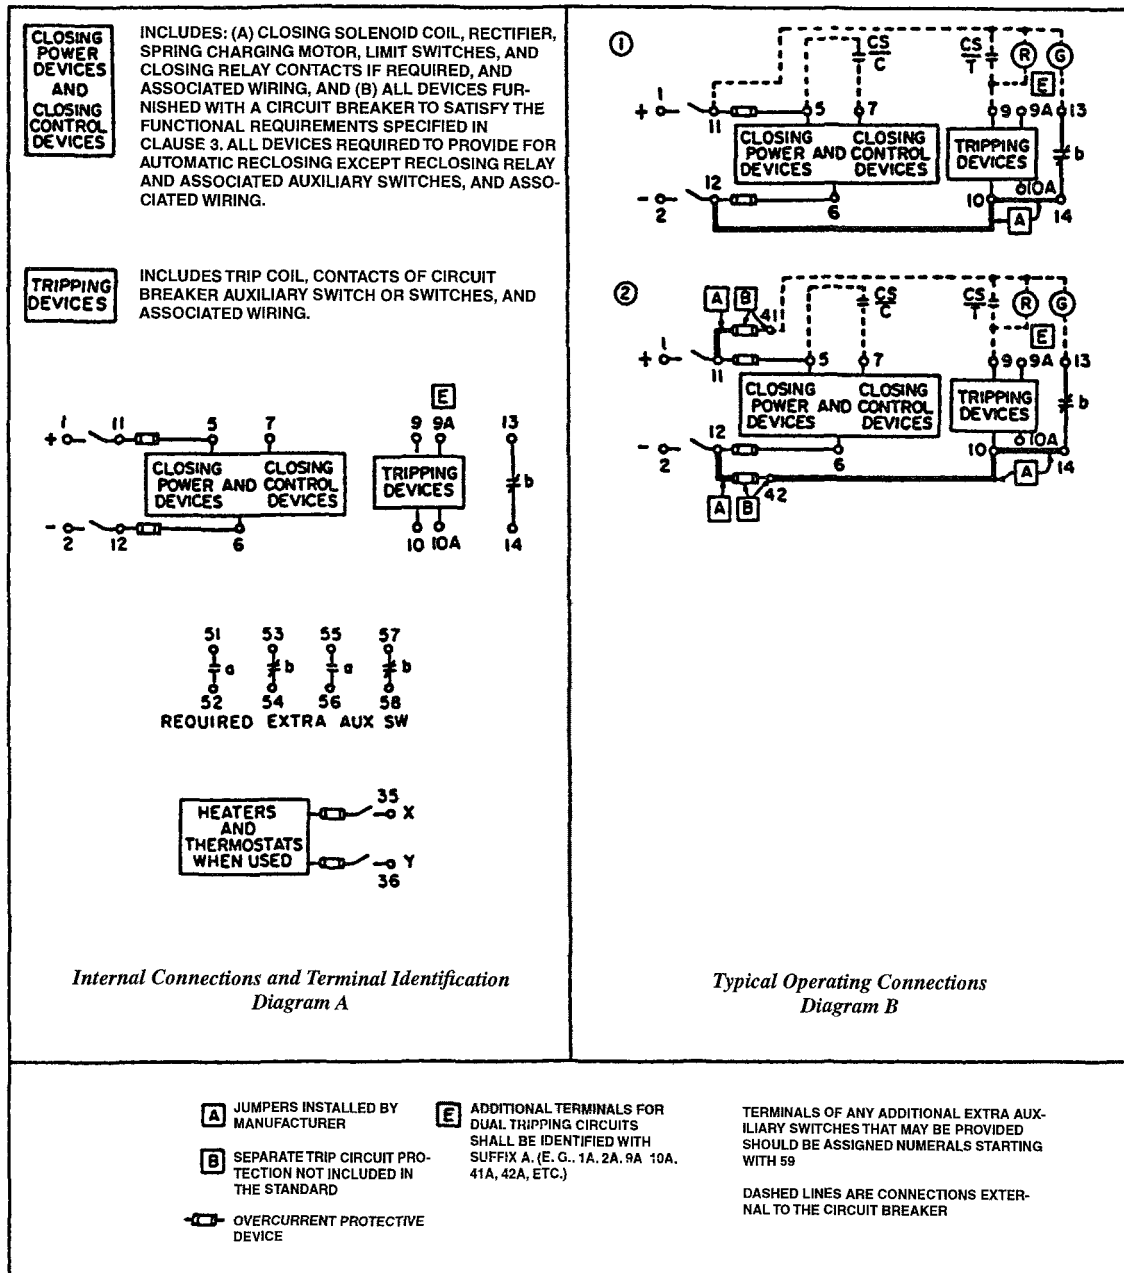 CLOSING
POWER
DEVICES
AND
CLOSING
CONTROL
DEVICES
INCLUDES: (A) CLOSING SOLENOID COIL, RECTIFIER,
SPRING CHARGING MOTOR, LIMIT SWITCHES, AND
CLOSING RELAY CONTACTS IF REQUIRED, AND
ASSOCIATED WIRING, AND (B) ALL DEVICES FUR-
NISHED WITH A CIRCUIT BREAKER TO SATISFY THE
FUNCTIONAL REQUIREMENTS SPECIFIED IN
CLAUSE 3. ALL DEVICES REQUIRED TO PROVIDE FOR
AUTOMATIC RECLOSING EXCEPT RECLOSING RELAY
AND ASSOCIATED AUXILIARY SWITCHES, AND ASSO-
CIATED WIRING.
TRIPPING
DEVICES
INCLUDES TRIP COIL, CONTACTS OF CIRCUIT
BREAKER AUXILIARY SWITCH OR SWITCHES, AND
ASSOCIATED WIRING.
E
+ 1 11 5 7 9 9A 13
CLOSING CLOSING
POWER AND CONTROL
DEVICES DEVICES
TRIPPING
DEVICES
b
- 2 12 6 10 10A 14
51 53 55 57
a b a b
52 54 56 58
REQUIRED EXTRA AUX SW
HEATERS
AND
THERMOSTATS
WHEN USED
35 X
Y
36
Internal Connections and Terminal Identification
Diagram A
1
CS
C
CS
T
R G
E
+ 1 11 5 7 9 9A 13
CLOSING CLOSING
POWER AND CONTROL
DEVICES DEVICES
TRIPPING
DEVICES
b
12 10A
- 2 6 10 A 14
2
A B 41
CS
C
CS
T
R G
E
+ 1 11 5 7 9 9A 13
CLOSING CLOSING
POWER AND CONTROL
DEVICES DEVICES
TRIPPING
DEVICES
b
12 10A
- 2 6 10 14
42 A
A B
Typical Operating Connections
Diagram B
A JUMPERS INSTALLED BY
MANUFACTURER
B SEPARATE TRIP CIRCUIT PRO-
TECTION NOT INCLUDED IN
THE STANDARD
OVERCURRENT PROTECTIVE
DEVICE
E ADDITIONAL TERMINALS FOR
DUAL TRIPPING CIRCUITS
SHALL BE IDENTIFIED WITH
SUFFIX A. (E. G.. 1A, 2A, 9A 10A,
41A, 42A, ETC.)
TERMINALS OF ANY ADDITIONAL EXTRA AUX-
ILIARY SWITCHES THAT MAY BE PROVIDED
SHOULD BE ASSIGNED NUMERALS STARTING
WITH 59
DASHED LINES ARE CONNECTIONS EXTER-
NAL TO THE CIRCUIT BREAKER